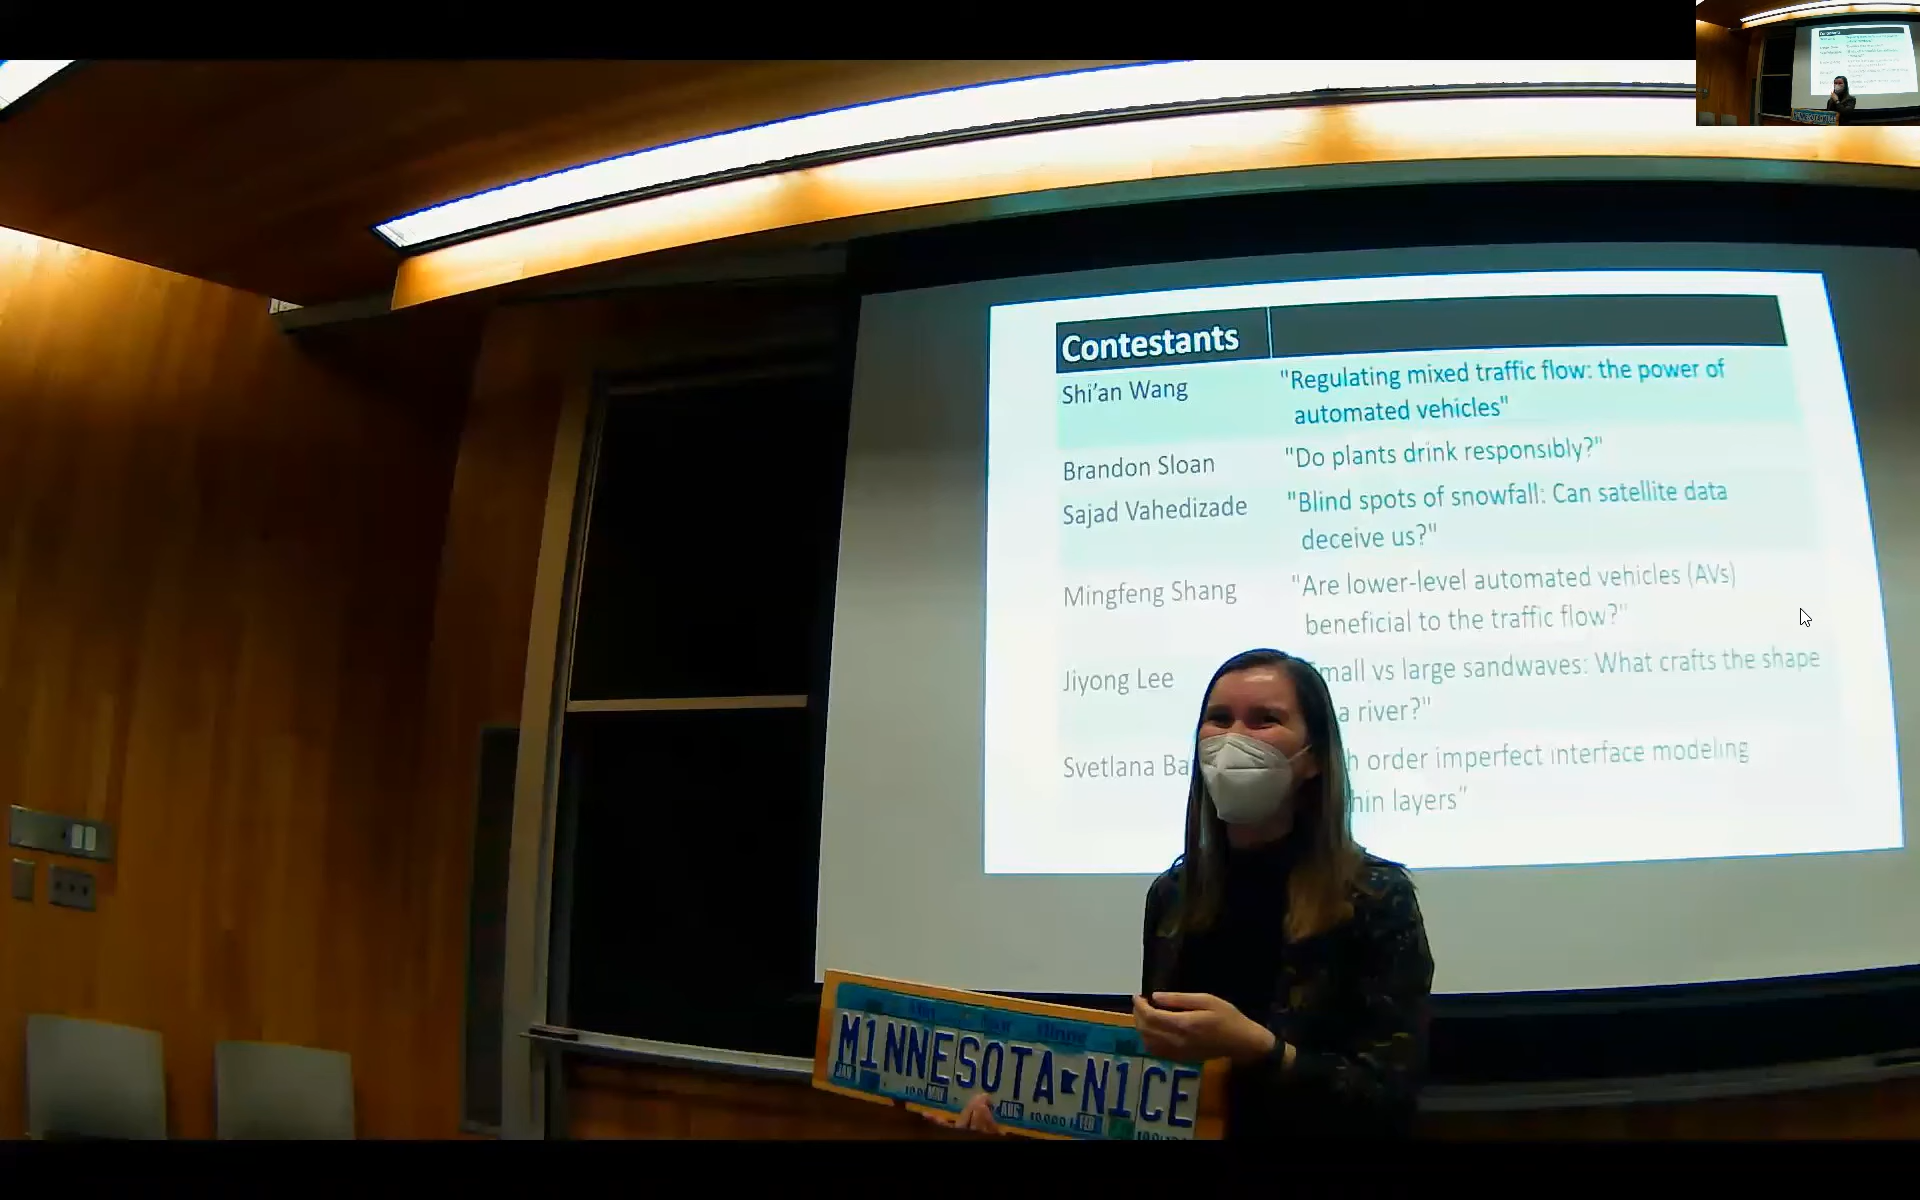 Contestants
Shi'an Wang "Regulating mixed traffic flow: the power of
automated vehicles"
Brandon Sloan "Do plants drink responsibly?"
Sajad Vahedizade "Blind spots of snowfall: Can satellite data
deceive us?"
Mingfeng Shang "Are lower-level automated vehicles (AVs)
beneficial to the traffic flow?"
Jiyong Lee vs large sandwaves: What crafts the shape
a river?"
Svetlana order imperfect interface modeling
layers"
M1NNESOTA N1CE
JAN AUG